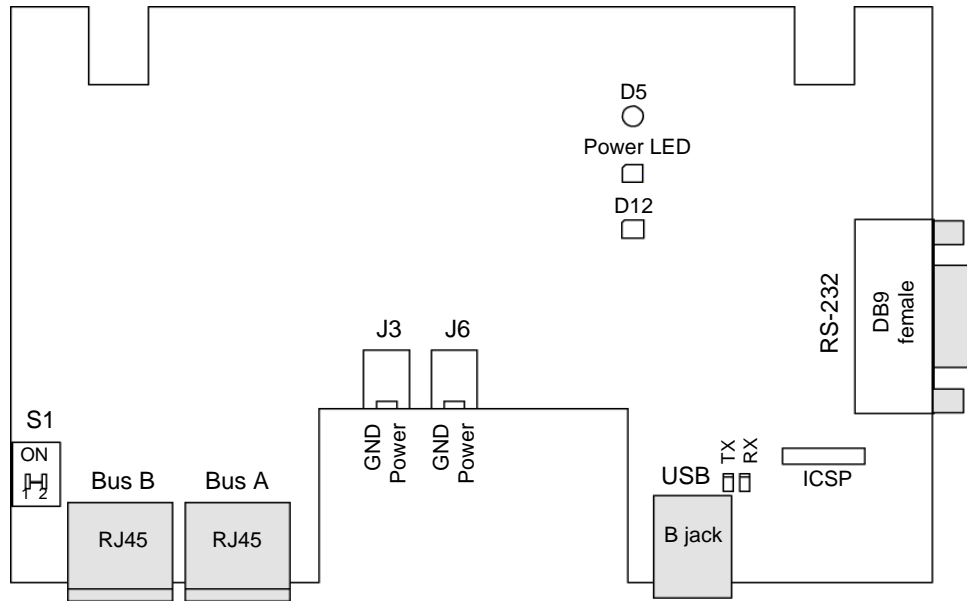 D5
Power LED
D12
RS-232
DB9
female
J3
J6
GND
Power
GND
Power
S1
ON
1 2
Bus B
Bus A
RJ45
RJ45
USB
TX
RX
B jack
ICSP